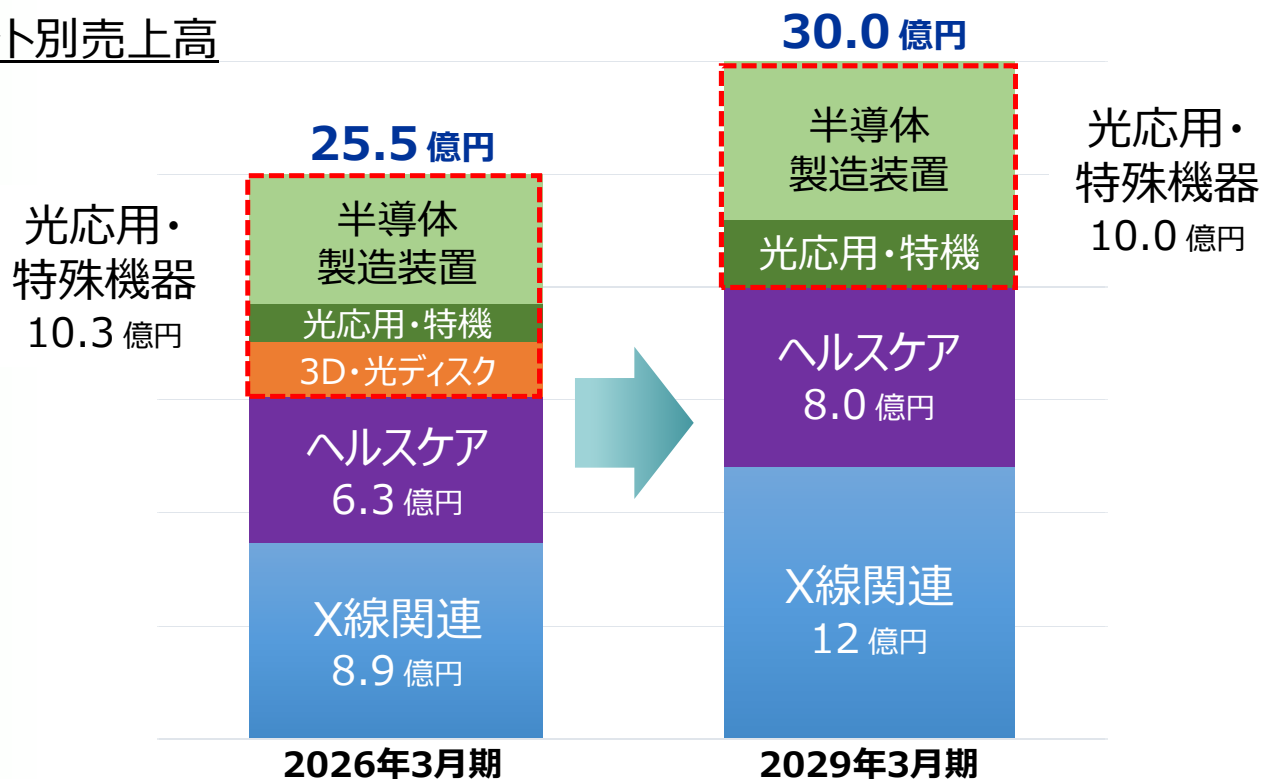 ト別売上高
25.5 億円
光応用・
特殊機器
10.3 億円
半導体
製造装置
光応用・特機
3D・光ディスク
ヘルスケア
6.3 億円
X線関連
8.9 億円
2026年3月期
30.0 億円
半導体
製造装置
光応用・特機
ヘルスケア
8.0 億円
X線関連
12 億円
2029年3月期
光応用・
特殊機器
10.0 億円